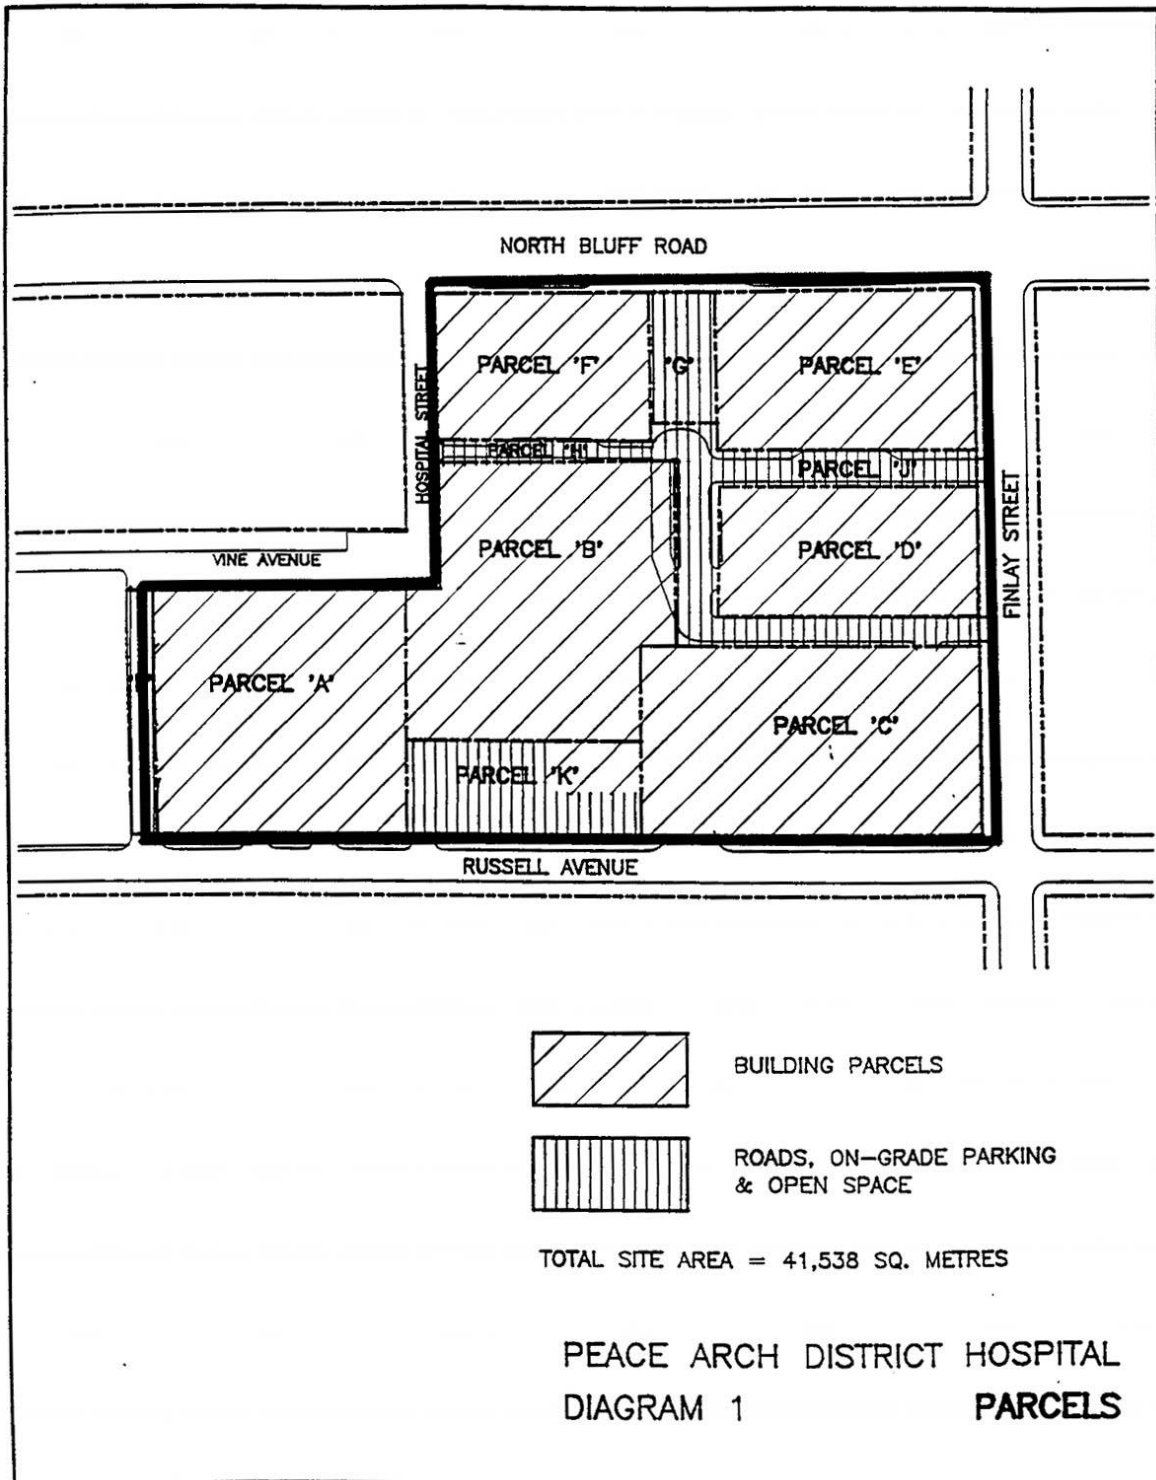 NORTH BLUFF ROAD
HOSPITAL STREET
PARCEL 'F'
'G'
PARCEL 'E'
PARCEL 'H'
PARCEL 'J'
VINE AVENUE
PARCEL 'B'
PARCEL 'D'
FINLAY STREET
PARCEL 'A'
PARCEL 'C'
PARCEL 'K'
RUSSELL AVENUE
BUILDING PARCELS
ROADS, ON-GRADE PARKING
& OPEN SPACE
TOTAL SITE AREA = 41,538 SQ. METRES
PEACE ARCH DISTRICT HOSPITAL
DIAGRAM 1 PARCELS